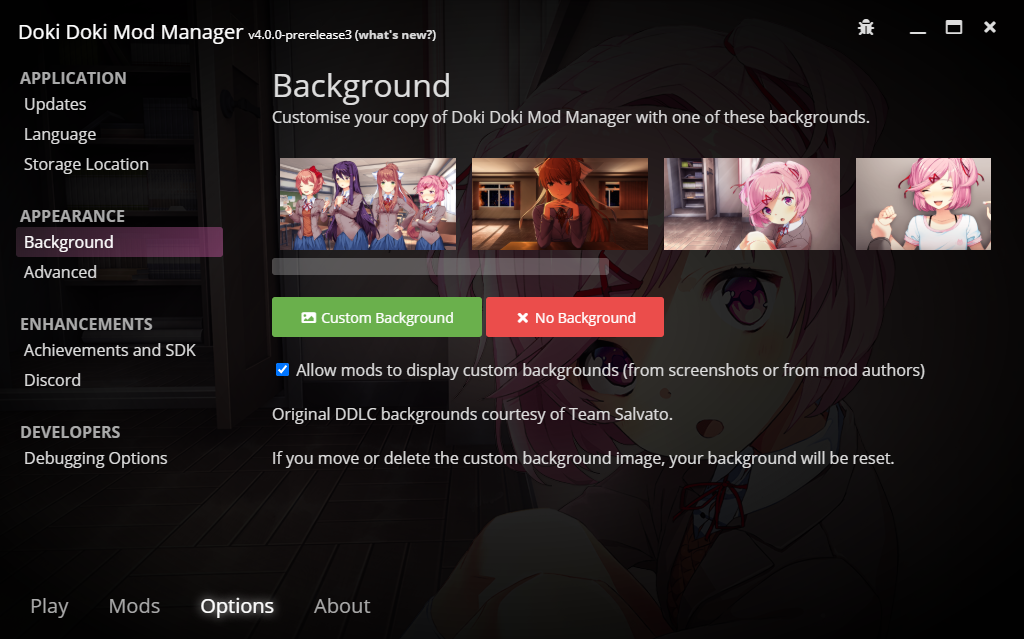 Doki Doki Mod Manager v4.0.0-prerelease3 (what's new?)
APPLICATION
Updates
Language
Storage Location
APPEARANCE
Background
Advanced
ENHANCEMENTS
Achievements and SDK
Discord
DEVELOPERS
Debugging Options
Background
Customise your copy of Doki Doki Mod Manager with one of these backgrounds.
Custom Background
No Background
Allow mods to display custom backgrounds (from screenshots or from mod authors)
Original DDLC backgrounds courtesy of Team Salvato.
If you move or delete the custom background image, your background will be reset.
Play
Mods
Options
About